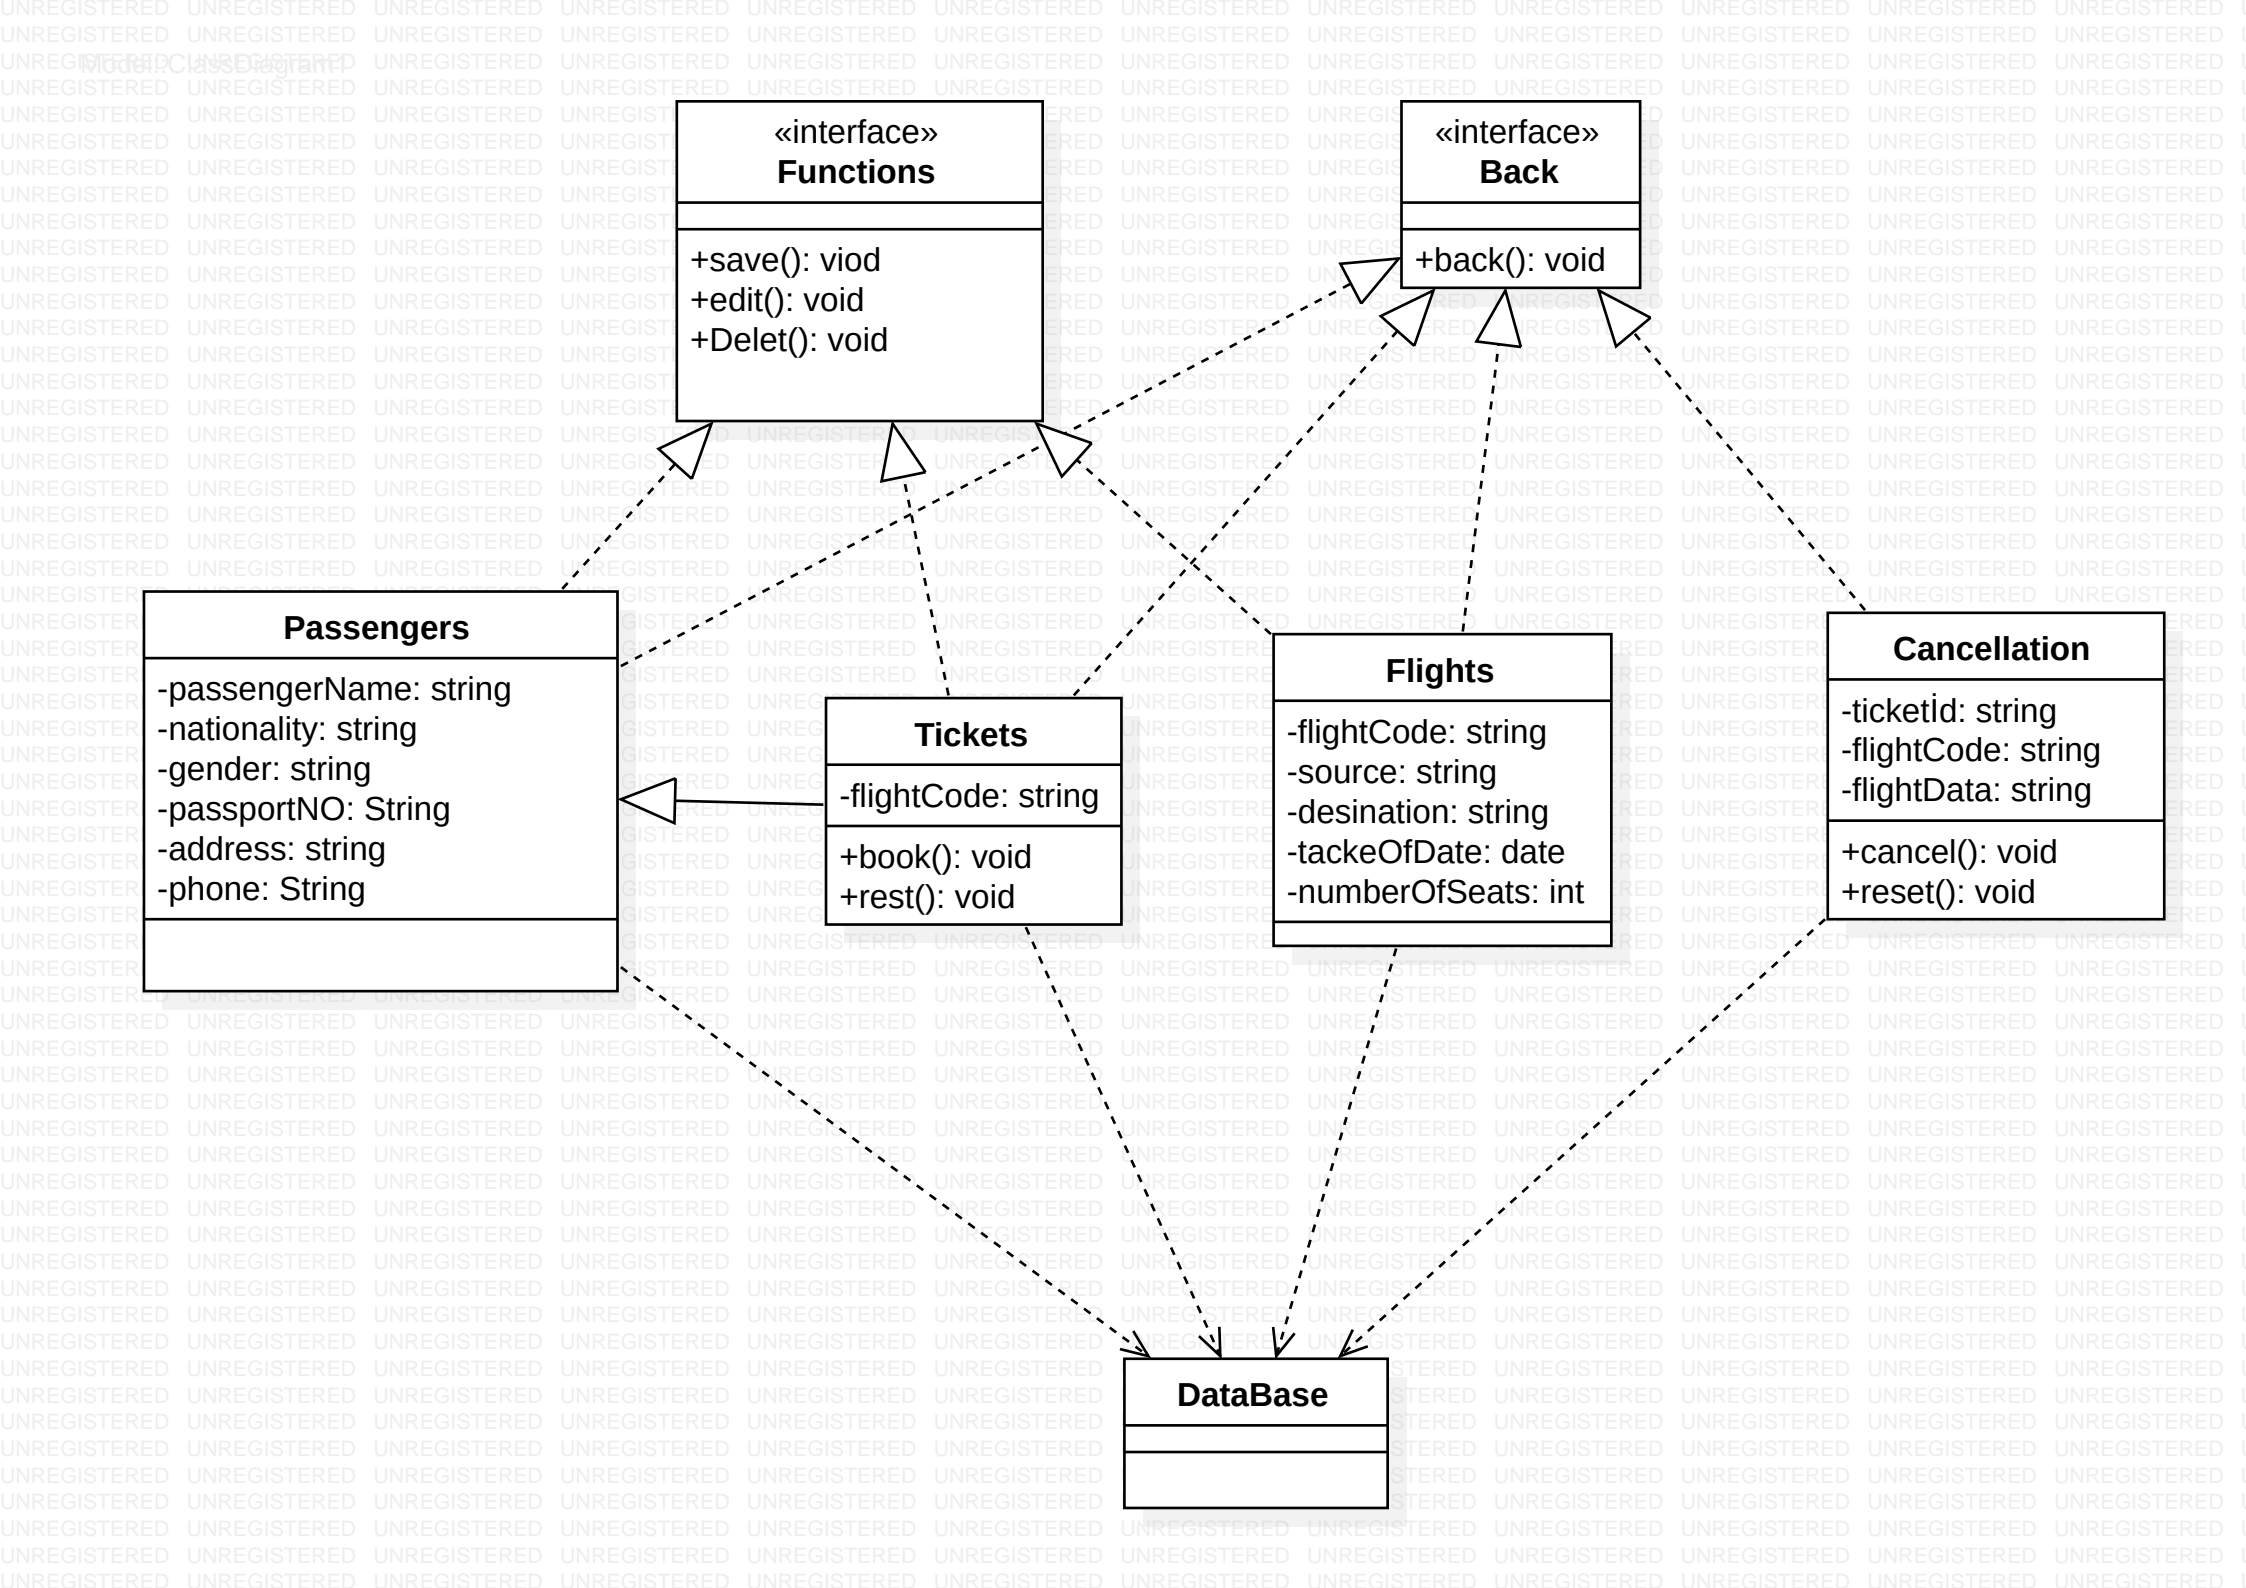 Model::ClassDiagram1
«interface»
Functions
+save(): viod
+edit(): void
+Delet(): void
«interface»
Back
+back(): void
Passengers
-passengerName: string
-nationality: string
-gender: string
-passportNO: String
-address: string
-phone: String
Tickets
-flightCode: string
+book(): void
+rest(): void
Flights
-flightCode: string
-source: string
-desination: string
-tackeOfDate: date
-numberOfSeats: int
Cancellation
-ticketİd: string
-flightCode: string
-flightData: string
+cancel(): void
+reset(): void
DataBase
UNREGISTERED